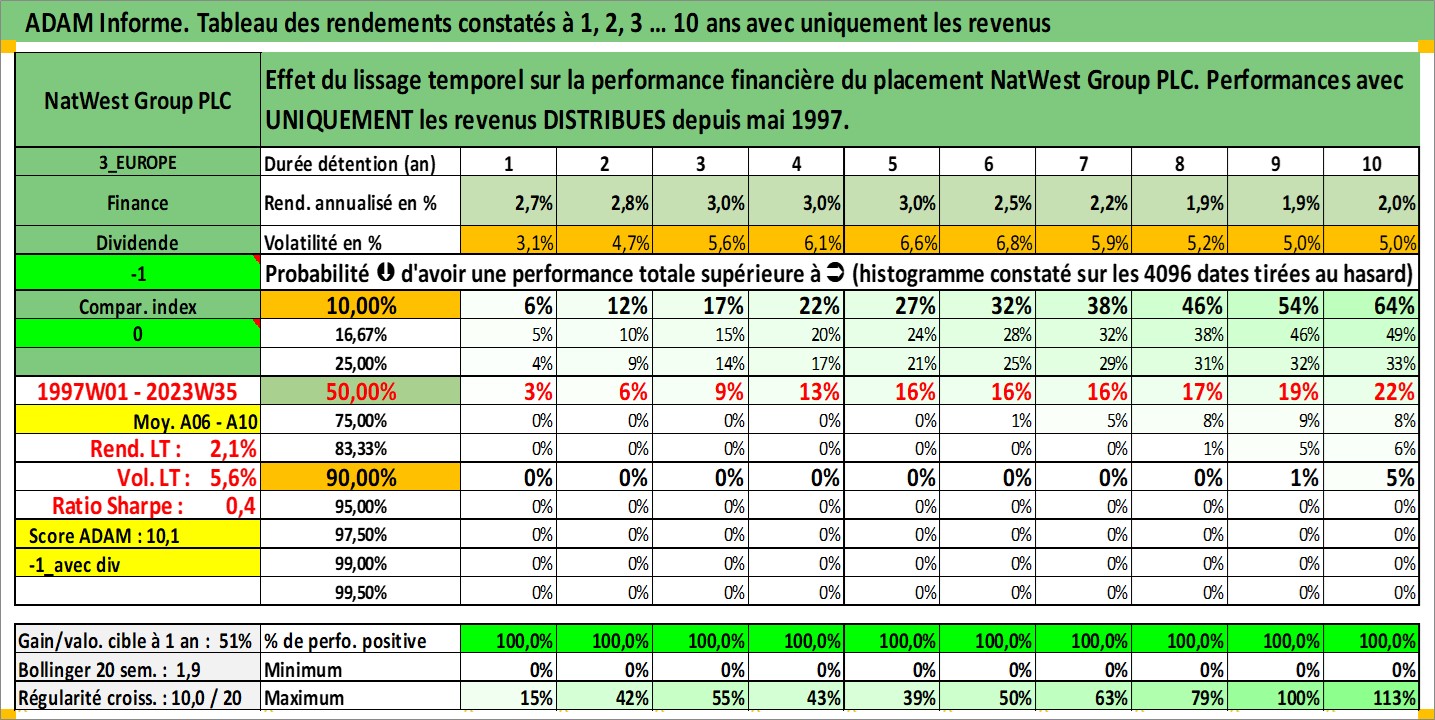 ADAM Informe. Tableau des rendements constatés à 1, 2, 3 ... 10 ans avec uniquement les revenus
NatWest Group PLC
Effet du lissage temporel sur la performance financière du placement NatWest Group PLC. Performances avec
UNIQUEMENT les revenus DISTRIBUES depuis mai 1997.
3_EUROPE Durée détention (an) 1 2 3 4 5 6 7 8 9 10
Finance Rend. annualisé en % 2,7% 2,8% 3,0% 3,0% 3,0% 2,5% 2,2% 1,9% 1,9% 2,0%
Dividende Volatilité en % 3,1% 4,7% 5,6% 6,1% 6,6% 6,8% 5,9% 5,2% 5,0% 5,0%
-1 Probabilité ⬇ d'avoir une performance totale supérieure à ➲ (histogramme constaté sur les 4096 dates tirées au hasard)
Compar. index 10,00% 6% 12% 17% 22% 27% 32% 38% 46% 54% 64%
0 16,67% 5% 10% 15% 20% 24% 28% 32% 38% 46% 49%
25,00% 4% 9% 14% 17% 21% 25% 29% 31% 32% 33%
1997W01 - 2023W35 50,00% 3% 6% 9% 13% 16% 16% 16% 17% 19% 22%
Moy. A06 - A10 75,00% 0% 0% 0% 0% 0% 1% 5% 8% 9% 8%
Rend. LT : 2,1% 83,33% 0% 0% 0% 0% 0% 0% 0% 1% 5% 6%
Vol. LT : 5,6% 90,00% 0% 0% 0% 0% 0% 0% 0% 0% 1% 5%
Ratio Sharpe : 0,4 95,00% 0% 0% 0% 0% 0% 0% 0% 0% 0% 0%
Score ADAM : 10,1 97,50% 0% 0% 0% 0% 0% 0% 0% 0% 0% 0%
-1_avec div 99,00% 0% 0% 0% 0% 0% 0% 0% 0% 0% 0%
99,50% 0% 0% 0% 0% 0% 0% 0% 0% 0% 0%
Gain/valo. cible à 1 an : 51% % de perfo. positive 100,0% 100,0% 100,0% 100,0% 100,0% 100,0% 100,0% 100,0% 100,0% 100,0%
Bollinger 20 sem. : 1,9 Minimum 0% 0% 0% 0% 0% 0% 0% 0% 0% 0%
Régularité croiss. : 10,0 / 20 Maximum 15% 42% 55% 43% 39% 50% 63% 79% 100% 113%